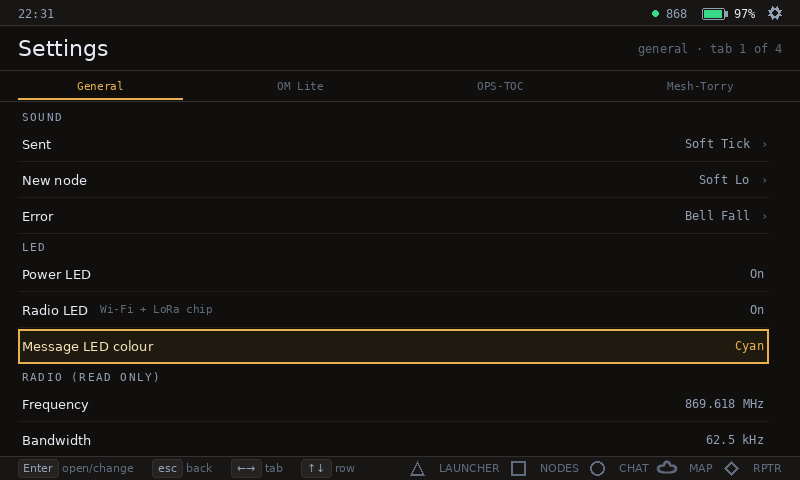 22:31 868 97%
Settings general · tab 1 of 4
General OM Lite OPS-TOC Mesh-Torry
SOUND
Sent Soft Tick ›
New node Soft Lo ›
Error Bell Fall ›
LED
Power LED On
Radio LED Wi-Fi + LoRa chip On
Message LED colour Cyan
RADIO (READ ONLY)
Frequency 869.618 MHz
Bandwidth 62.5 kHz
Enter open/change esc back ←→ tab ↑↓ row LAUNCHER NODES CHAT MAP RPTR